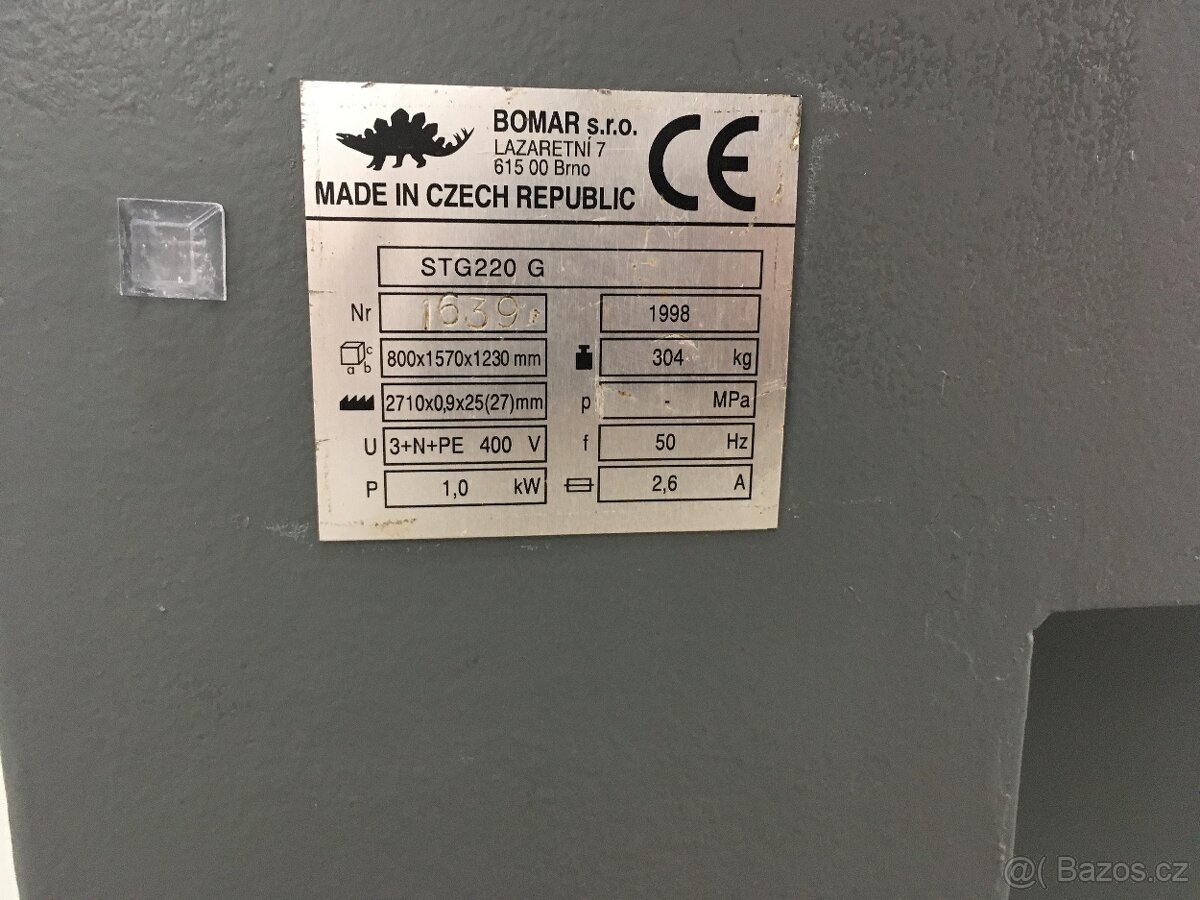 BOMAR s.r.o.
LAZARETNÍ 7
615 00 Brno
CE
MADE IN CZECH REPUBLIC
STG220 G
Nr 1639 1998
c
a b
800x1570x1230 mm 304 kg
2710x0,9x25(27)mm p - MPa
U 3+N+PE 400 V f 50 Hz
P 1,0 kW 2,6 A
@( Bazos.cz